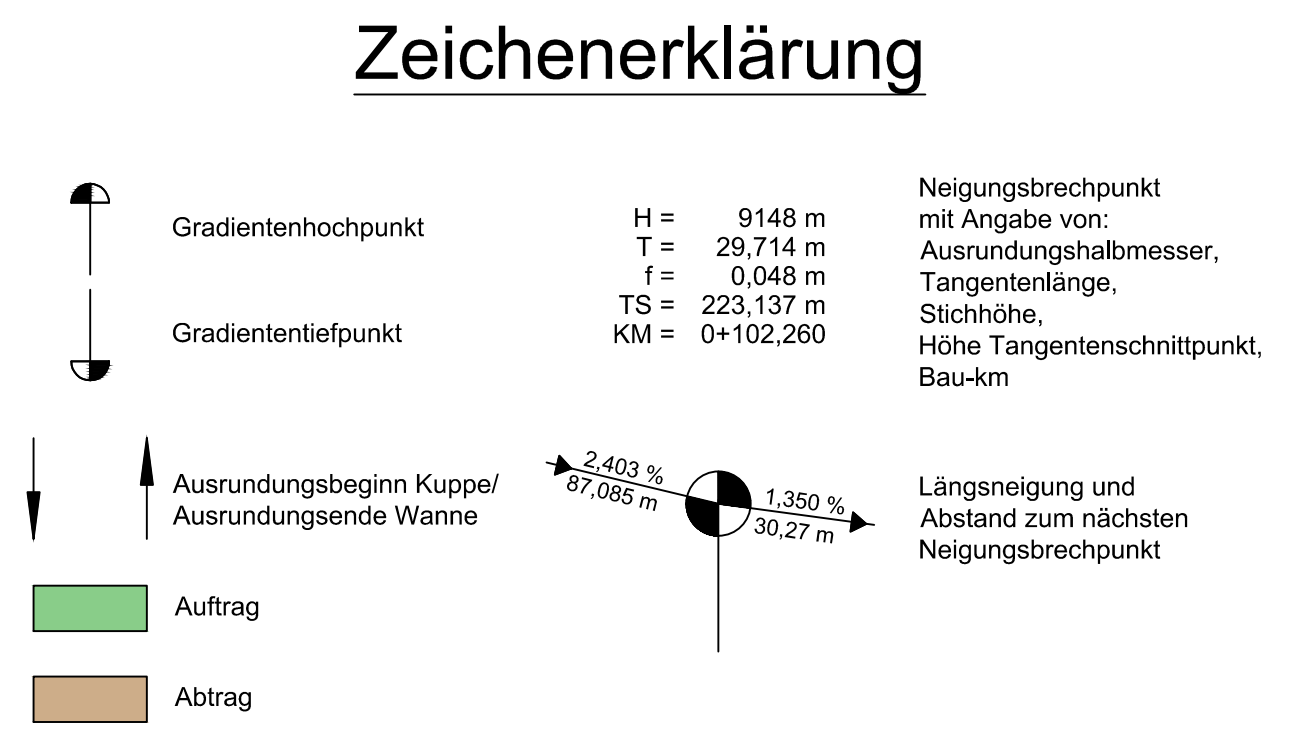 Zeichenerklärung
Gradientenhochpunkt
Gradiententiefpunkt
H = 9148 m
T = 29,714 m
f = 0,048 m
TS = 223,137 m
KM = 0+102,260
Neigungsbrechpunkt
mit Angabe von:
Ausrundungshalbmesser,
Tangentenlänge,
Stichhöhe,
Höhe Tangentenschnittpunkt,
Bau-km
Ausrundungsbeginn Kuppe/
Ausrundungsende Wanne
2,403 %
87,085 m
1,350 %
30,27 m
Längsneigung und
Abstand zum nächsten
Neigungsbrechpunkt
Auftrag
Abtrag